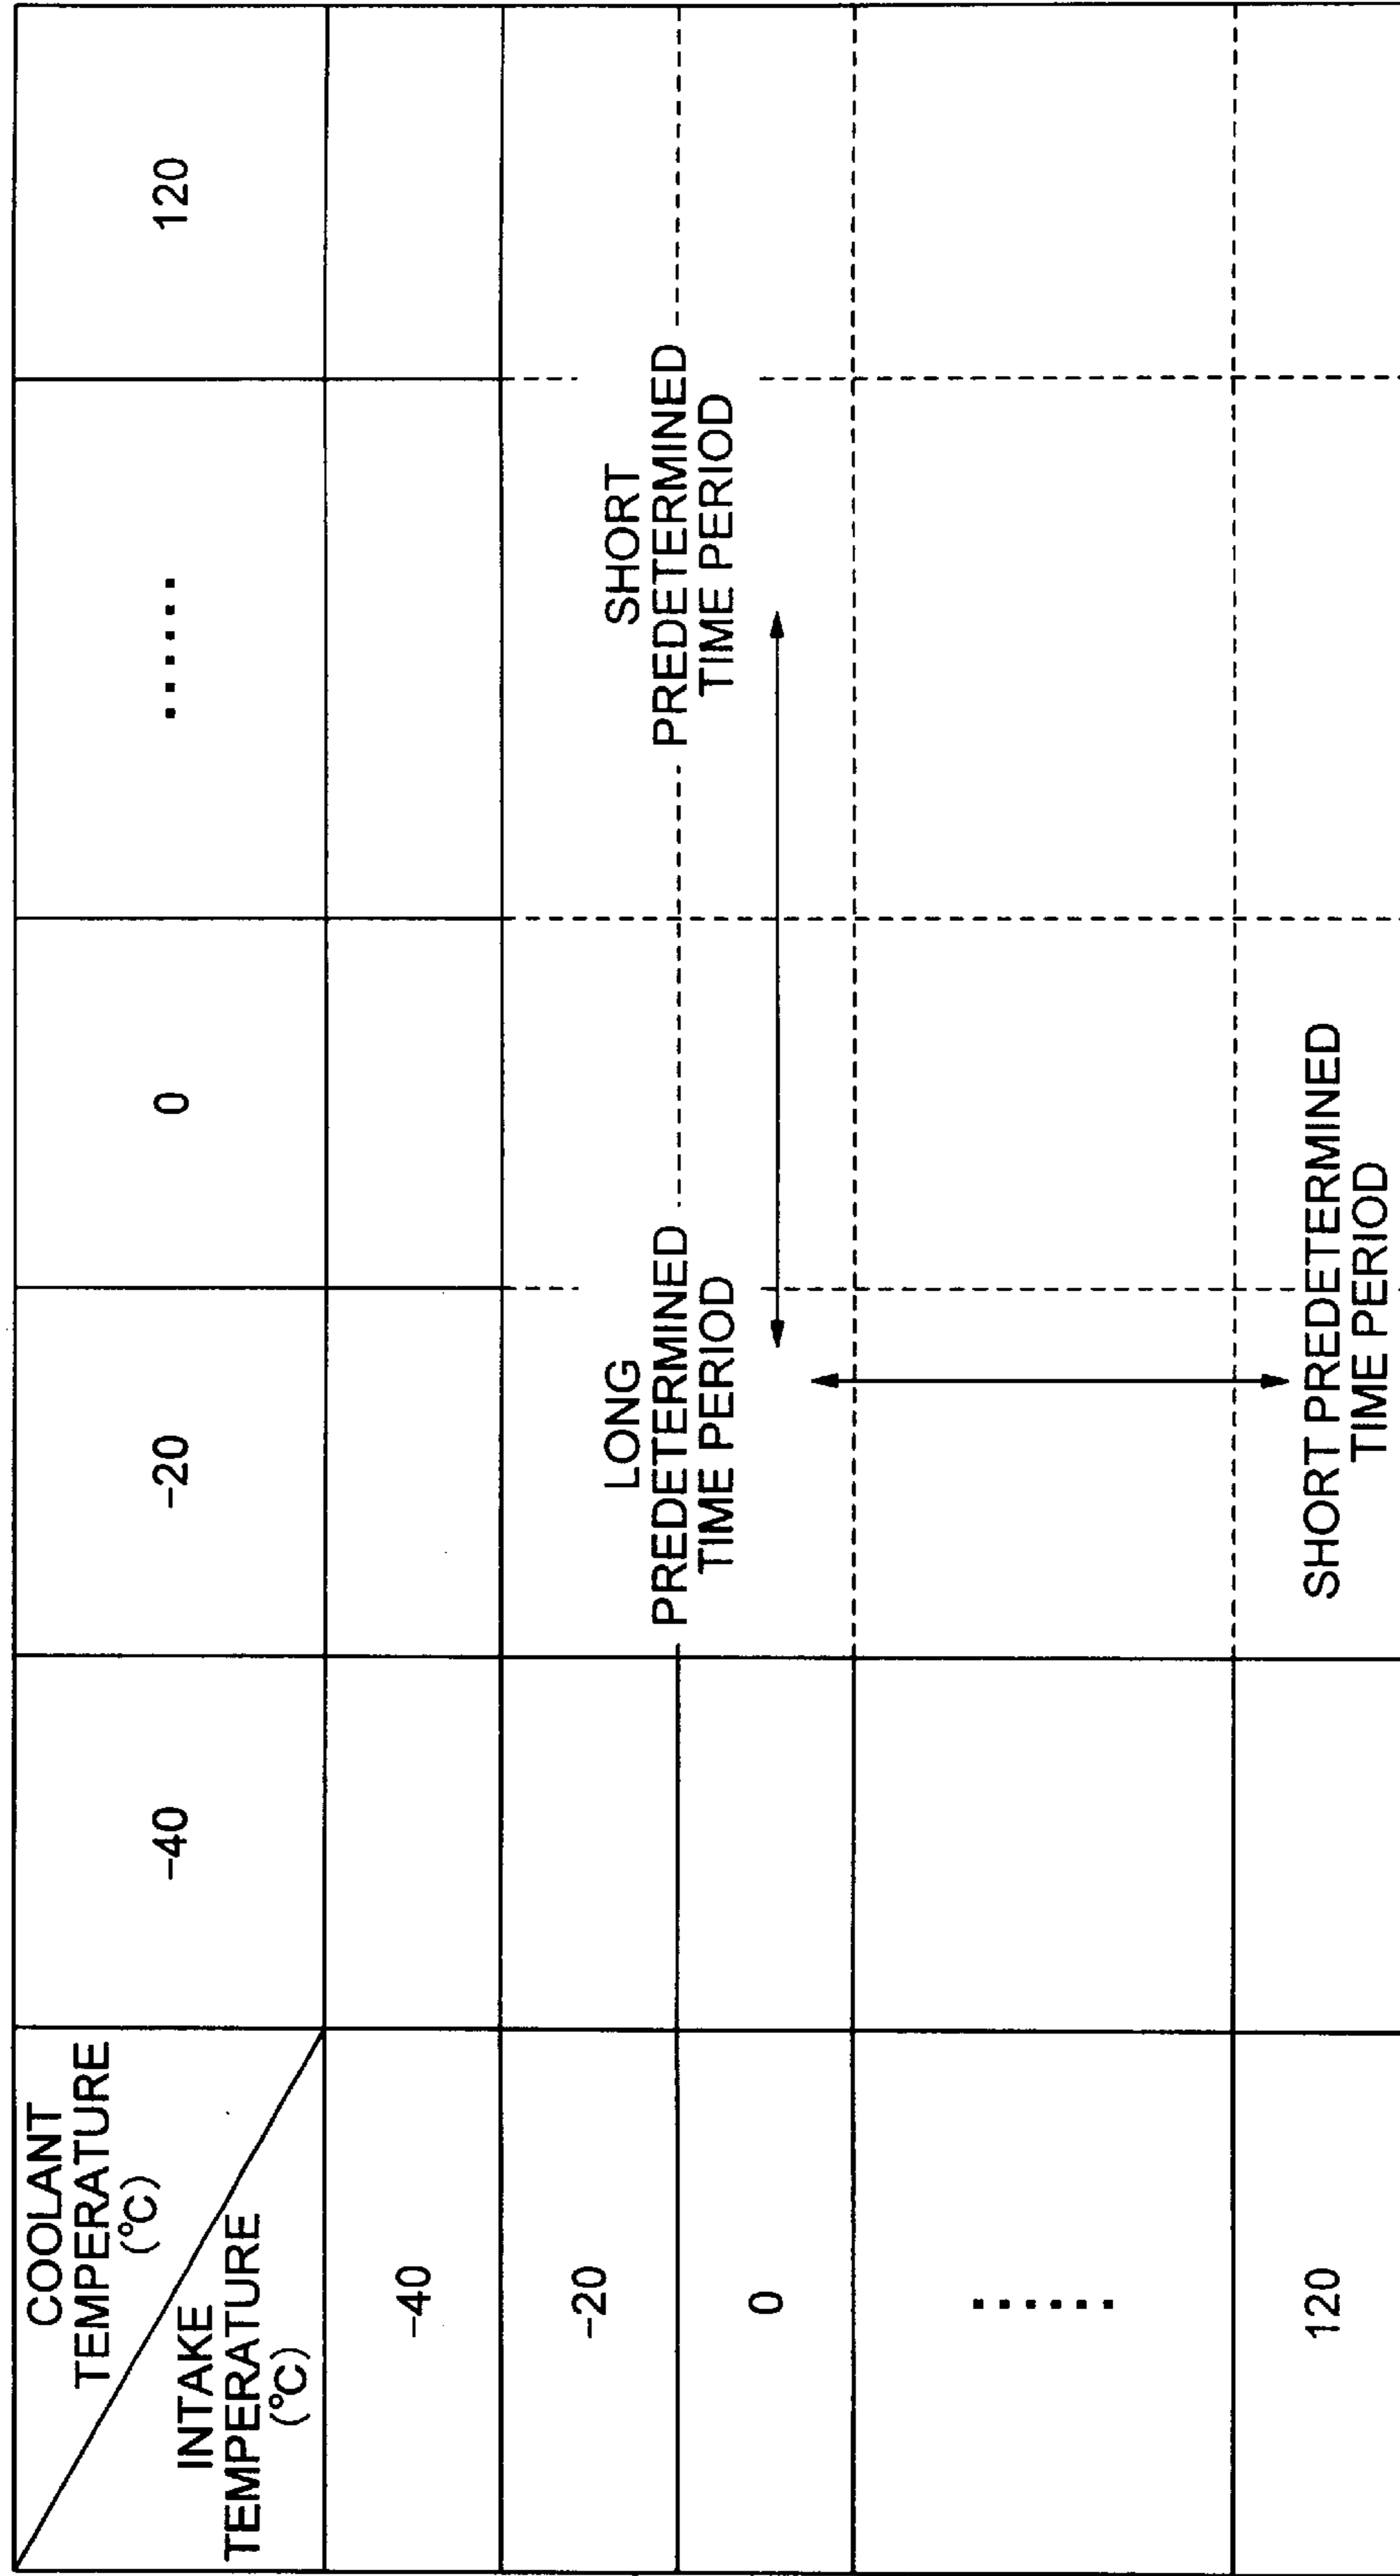 COOLANT
TEMPERATURE
(°C)
INTAKE
TEMPERATURE
(°C)
-40
-20
0
......
120
-40
-20
0
......
120
LONG
PREDETERMINED
TIME PERIOD
SHORT
PREDETERMINED
TIME PERIOD
SHORT PREDETERMINED
TIME PERIOD